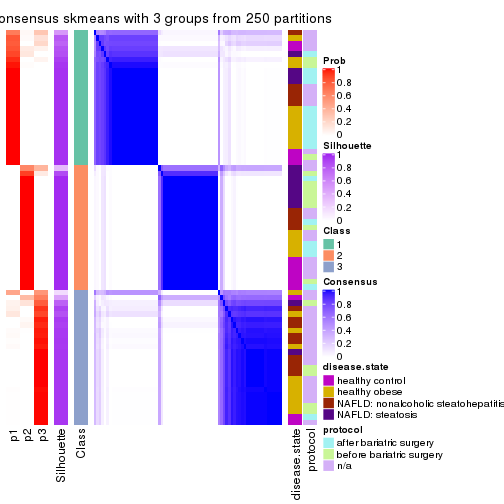 onsensus skmeans with 3 groups from 250 partitions
Prob
1
0.8
0.6
0.4
0.2
0
Silhouette
1
0.8
0.6
0.4
0.2
0
Class
1
2
3
Consensus
1
0.8
0.6
0.4
0.2
0
disease.state
healthy control
healthy obese
NAFLD: nonalcoholic steatohepatitis
NAFLD: steatosis
protocol
after bariatric surgery
before bariatric surgery
n/a
p1
p2
p3
Silhouette
Class
disease.state
protocol